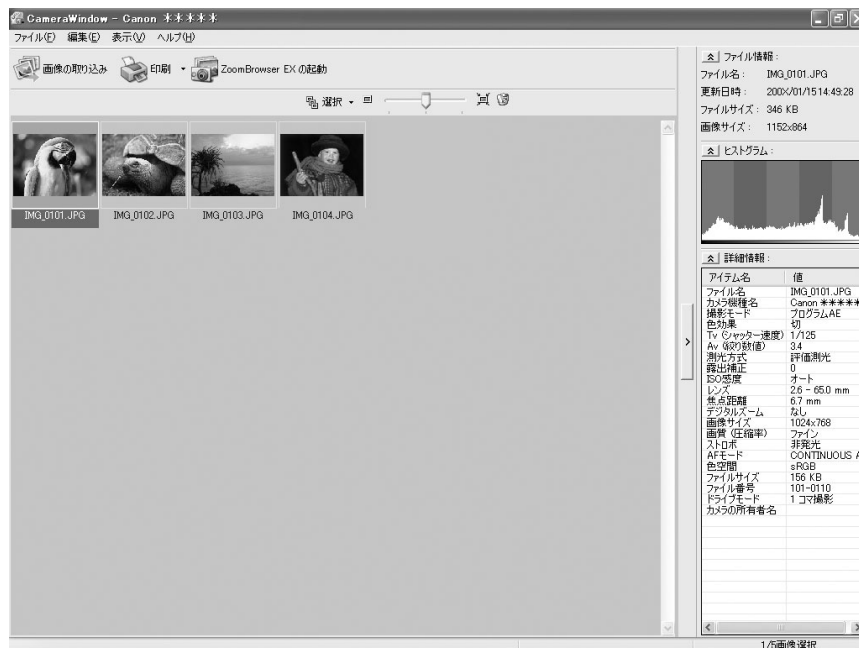 CameraWindow - Canon *****
ファイル(F) 編集(E) 表示(V) ヘルプ(H)
画像の取り込み 印刷 ZoomBrowser EX の起動
選択
IMG_0101.JPG IMG_0102.JPG IMG_0103.JPG IMG_0104.JPG
ファイル情報:
ファイル名: IMG_0101.JPG
更新日時: 200X/01/15 14:49:28
ファイルサイズ: 346 KB
画像サイズ: 1152x864
ヒストグラム:
詳細情報:
アイテム名 値
ファイル名 IMG_0101.JPG
カメラ機種名 Canon *****
撮影モード プログラムAE
色効果 切
Tv (シャッター速度) 1/125
Av (絞り数値) 3.4
測光方式 評価測光
露出補正 0
ISO感度 オート
レンズ 2.6 - 65.0 mm
焦点距離 6.7 mm
デジタルズーム なし
画像サイズ 1024x768
画質 (圧縮率) ファイン
ストロボ 非発光
AFモード CONTINUOUS A
色空間 sRGB
ファイルサイズ 156 KB
ファイル番号 101-0110
ドライブモード 1 コマ撮影
カメラの所有者名
1/5画像選択